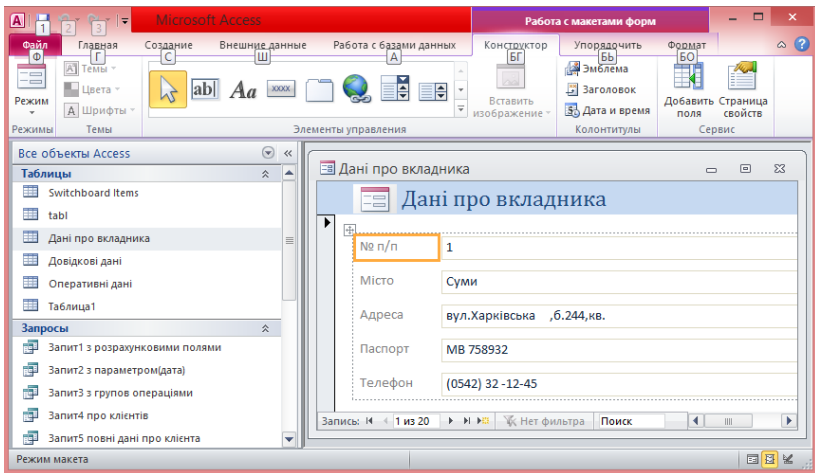 Microsoft Access
Работа с макетами форм
1 2 3
Файл Главная Создание Внешние данные Работа с базами данных Конструктор Упорядочить Формат
Ф Г С Ш А БГ БЬ БО
Режим
Темы
Цвета
Шрифты
ab Aa XXXX
Вставить изображение
Эмблема
Заголовок
Дата и время
Добавить поля
Страница свойств
Режимы Темы Элементы управления Колонтитулы Сервис
Все объекты Access
Таблицы
Switchboard Items
tabl
Дані про вкладника
Довідкові дані
Оперативні дані
Таблица1
Запросы
Запит1 з розрахунковими полями
Запит2 з параметром(дата)
Запит3 з групов операціями
Запит4 про клієнтів
Запит5 повні дані про клієнта
Дані про вкладника
Дані про вкладника
№ п/п 1
Місто Суми
Адреса вул.Харківська ,б.244,кв.
Паспорт МВ 758932
Телефон (0542) 32 -12-45
Запись: 1 из 20 Нет фильтра Поиск
Режим макета